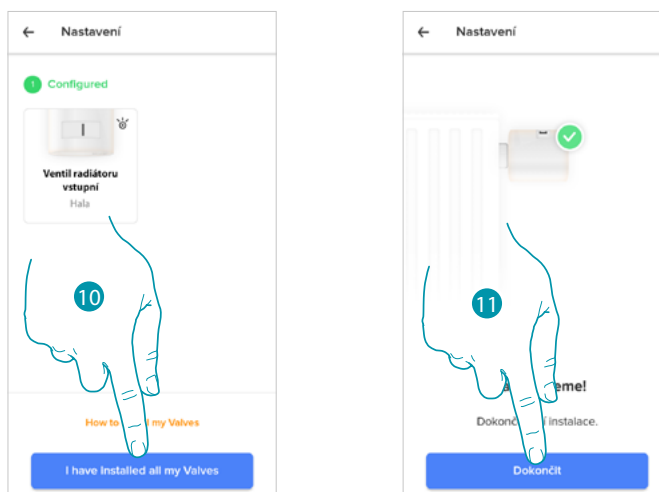 ← Nastavení
1 Configured
Ventil radiátoru
vstupní
Hala
10
How to my Valves
I have Installed all my Valves
← Nastavení
11
eme!
Dokonč í instalace.
Dokončit